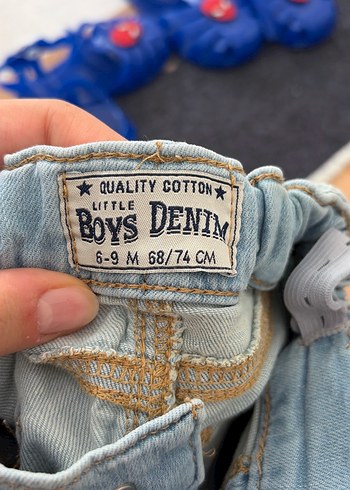 ★ QUALITY COTTON ★
LITTLE
BOYS DENIM
6-9 M 68/74 CM